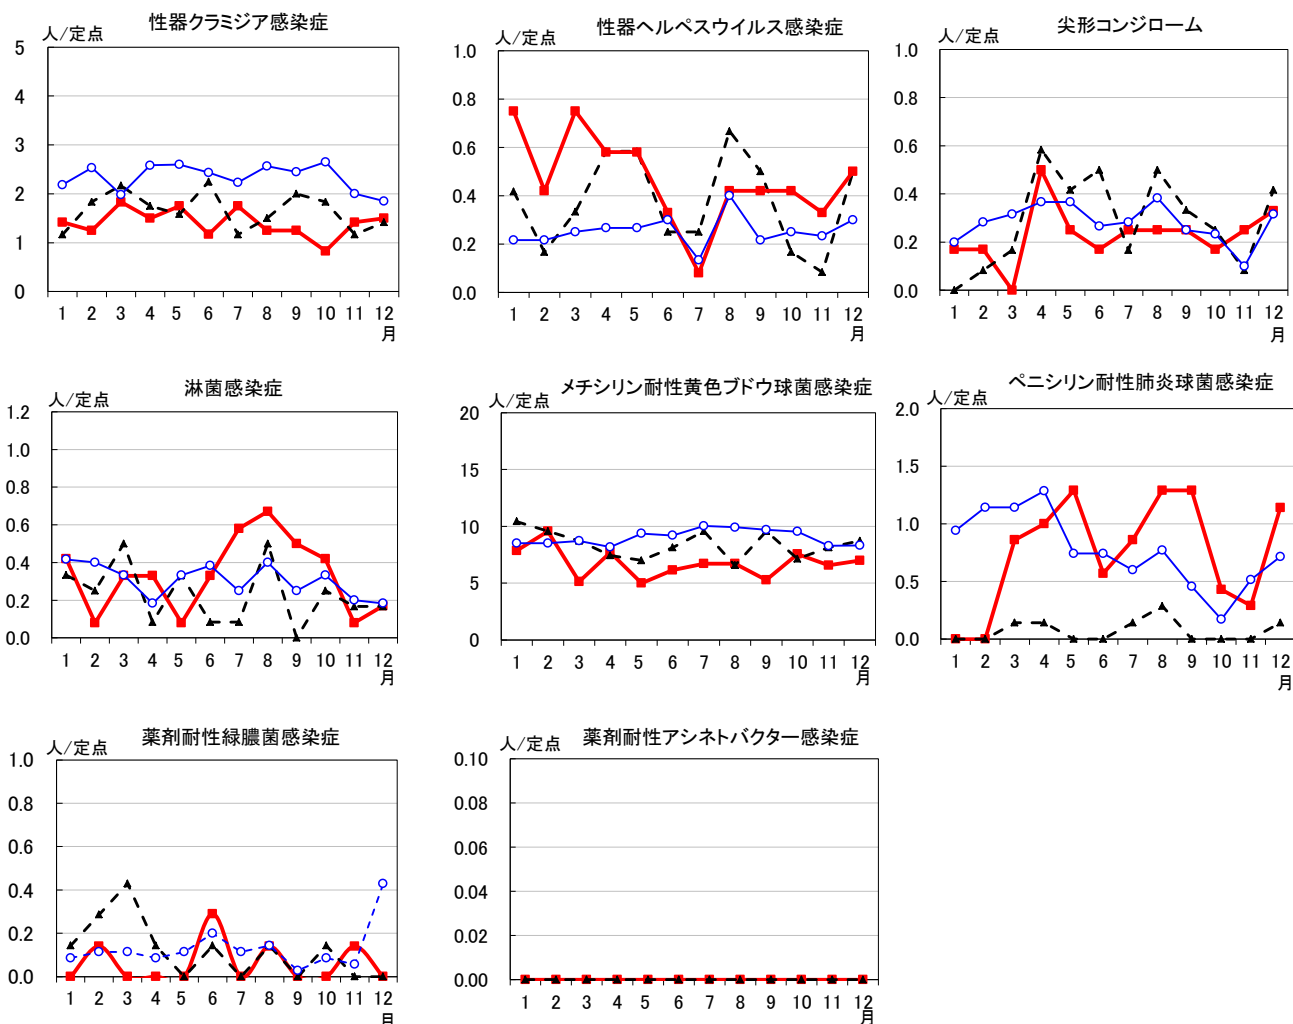 性器クラミジア感染症
人/定点
5
4
3
2
1
0
1 2 3 4 5 6 7 8 9 10 11 12
月
性器ヘルペスウイルス感染症
人/定点
1.0
0.8
0.6
0.4
0.2
0.0
1 2 3 4 5 6 7 8 9 10 11 12
月
尖形コンジローム
人/定点
1.0
0.8
0.6
0.4
0.2
0.0
1 2 3 4 5 6 7 8 9 10 11 12
月
淋菌感染症
人/定点
1.2
1.0
0.8
0.6
0.4
0.2
0.0
1 2 3 4 5 6 7 8 9 10 11 12
月
メチシリン耐性黄色ブドウ球菌感染症
人/定点
20
15
10
5
0
1 2 3 4 5 6 7 8 9 10 11 12
月
ペニシリン耐性肺炎球菌感染症
人/定点
2.0
1.5
1.0
0.5
0.0
1 2 3 4 5 6 7 8 9 10 11 12
月
薬剤耐性緑膿菌感染症
人/定点
1.0
0.8
0.6
0.4
0.2
0.0
1 2 3 4 5 6 7 8 9 10 11 12
月
薬剤耐性アシネトバクター感染症
人/定点
0.10
0.08
0.06
0.04
0.02
0.00
1 2 3 4 5 6 7 8 9 10 11 12
月